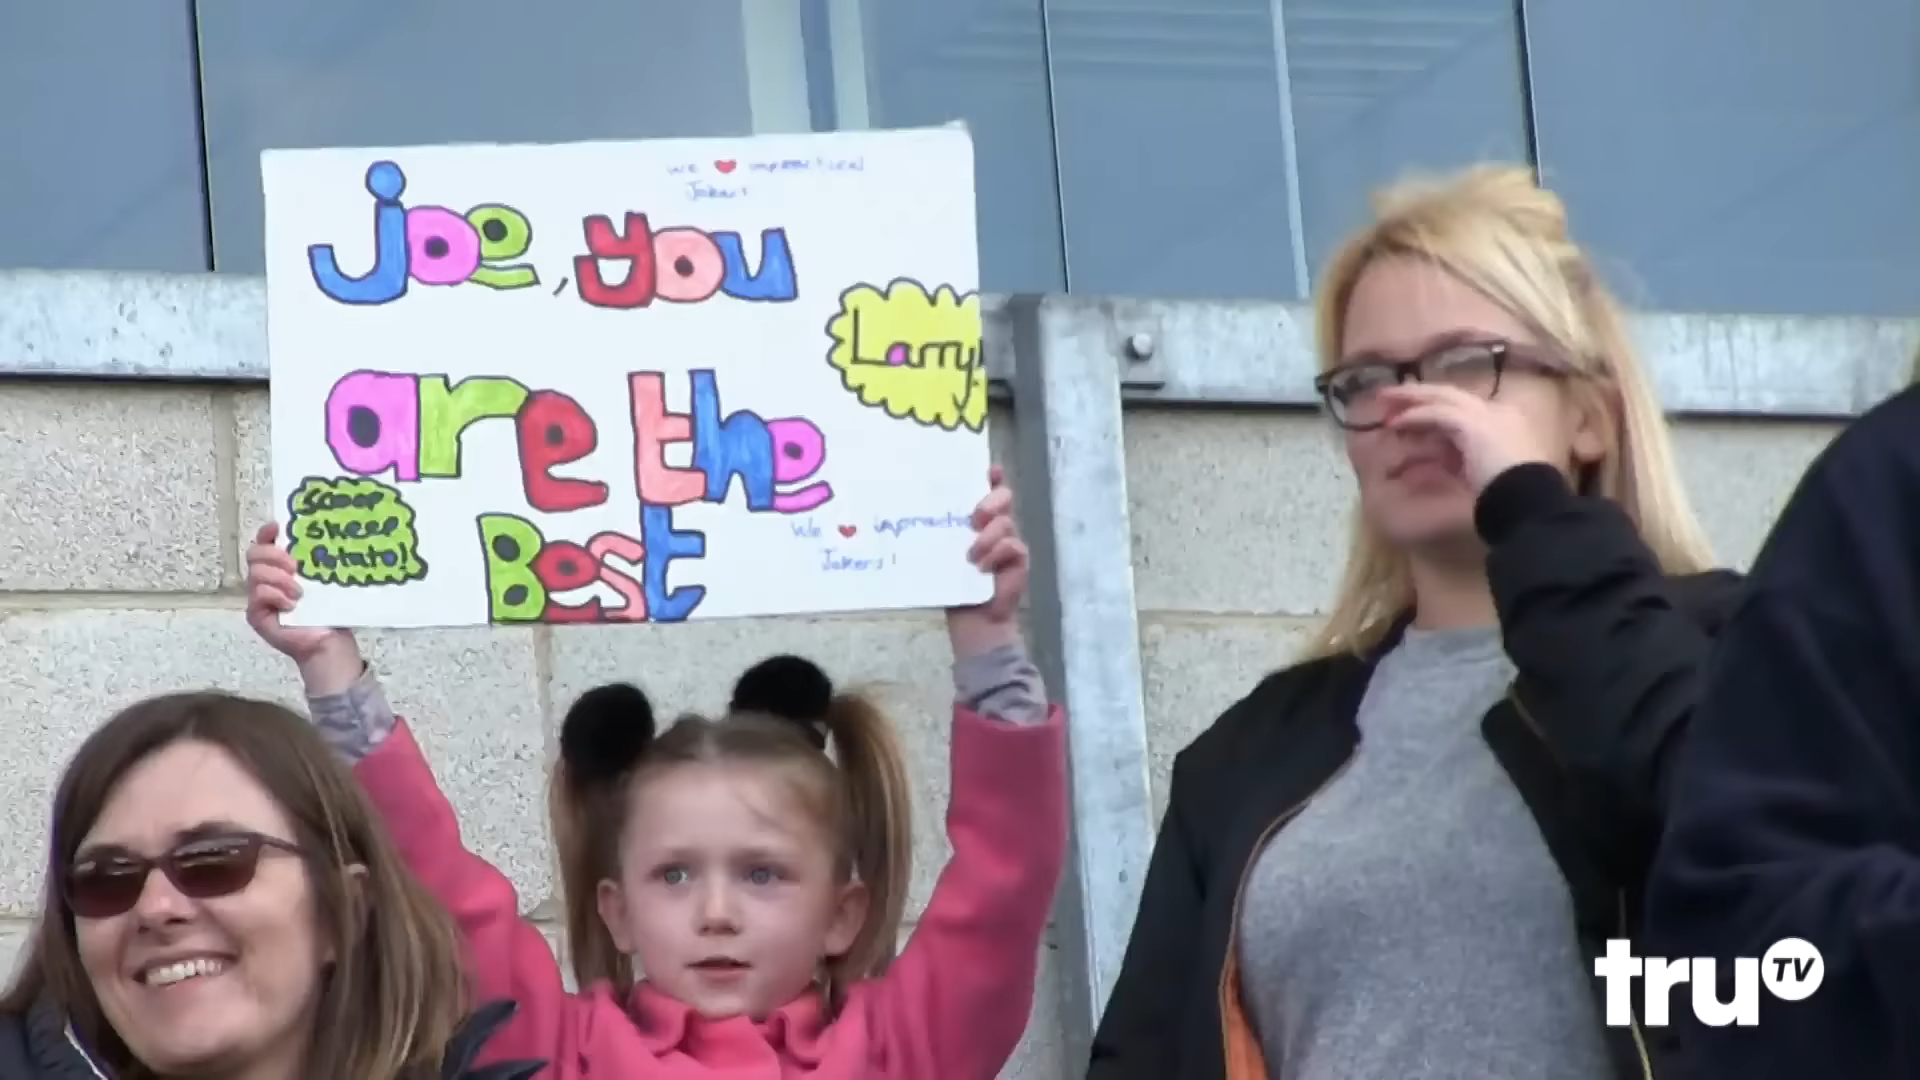 We ❤ impractical
Jokers
joe, you
Larry!
are the
Scoop
Sheep
Potato!
Best
We ❤ impractical
Jokers!
truTV